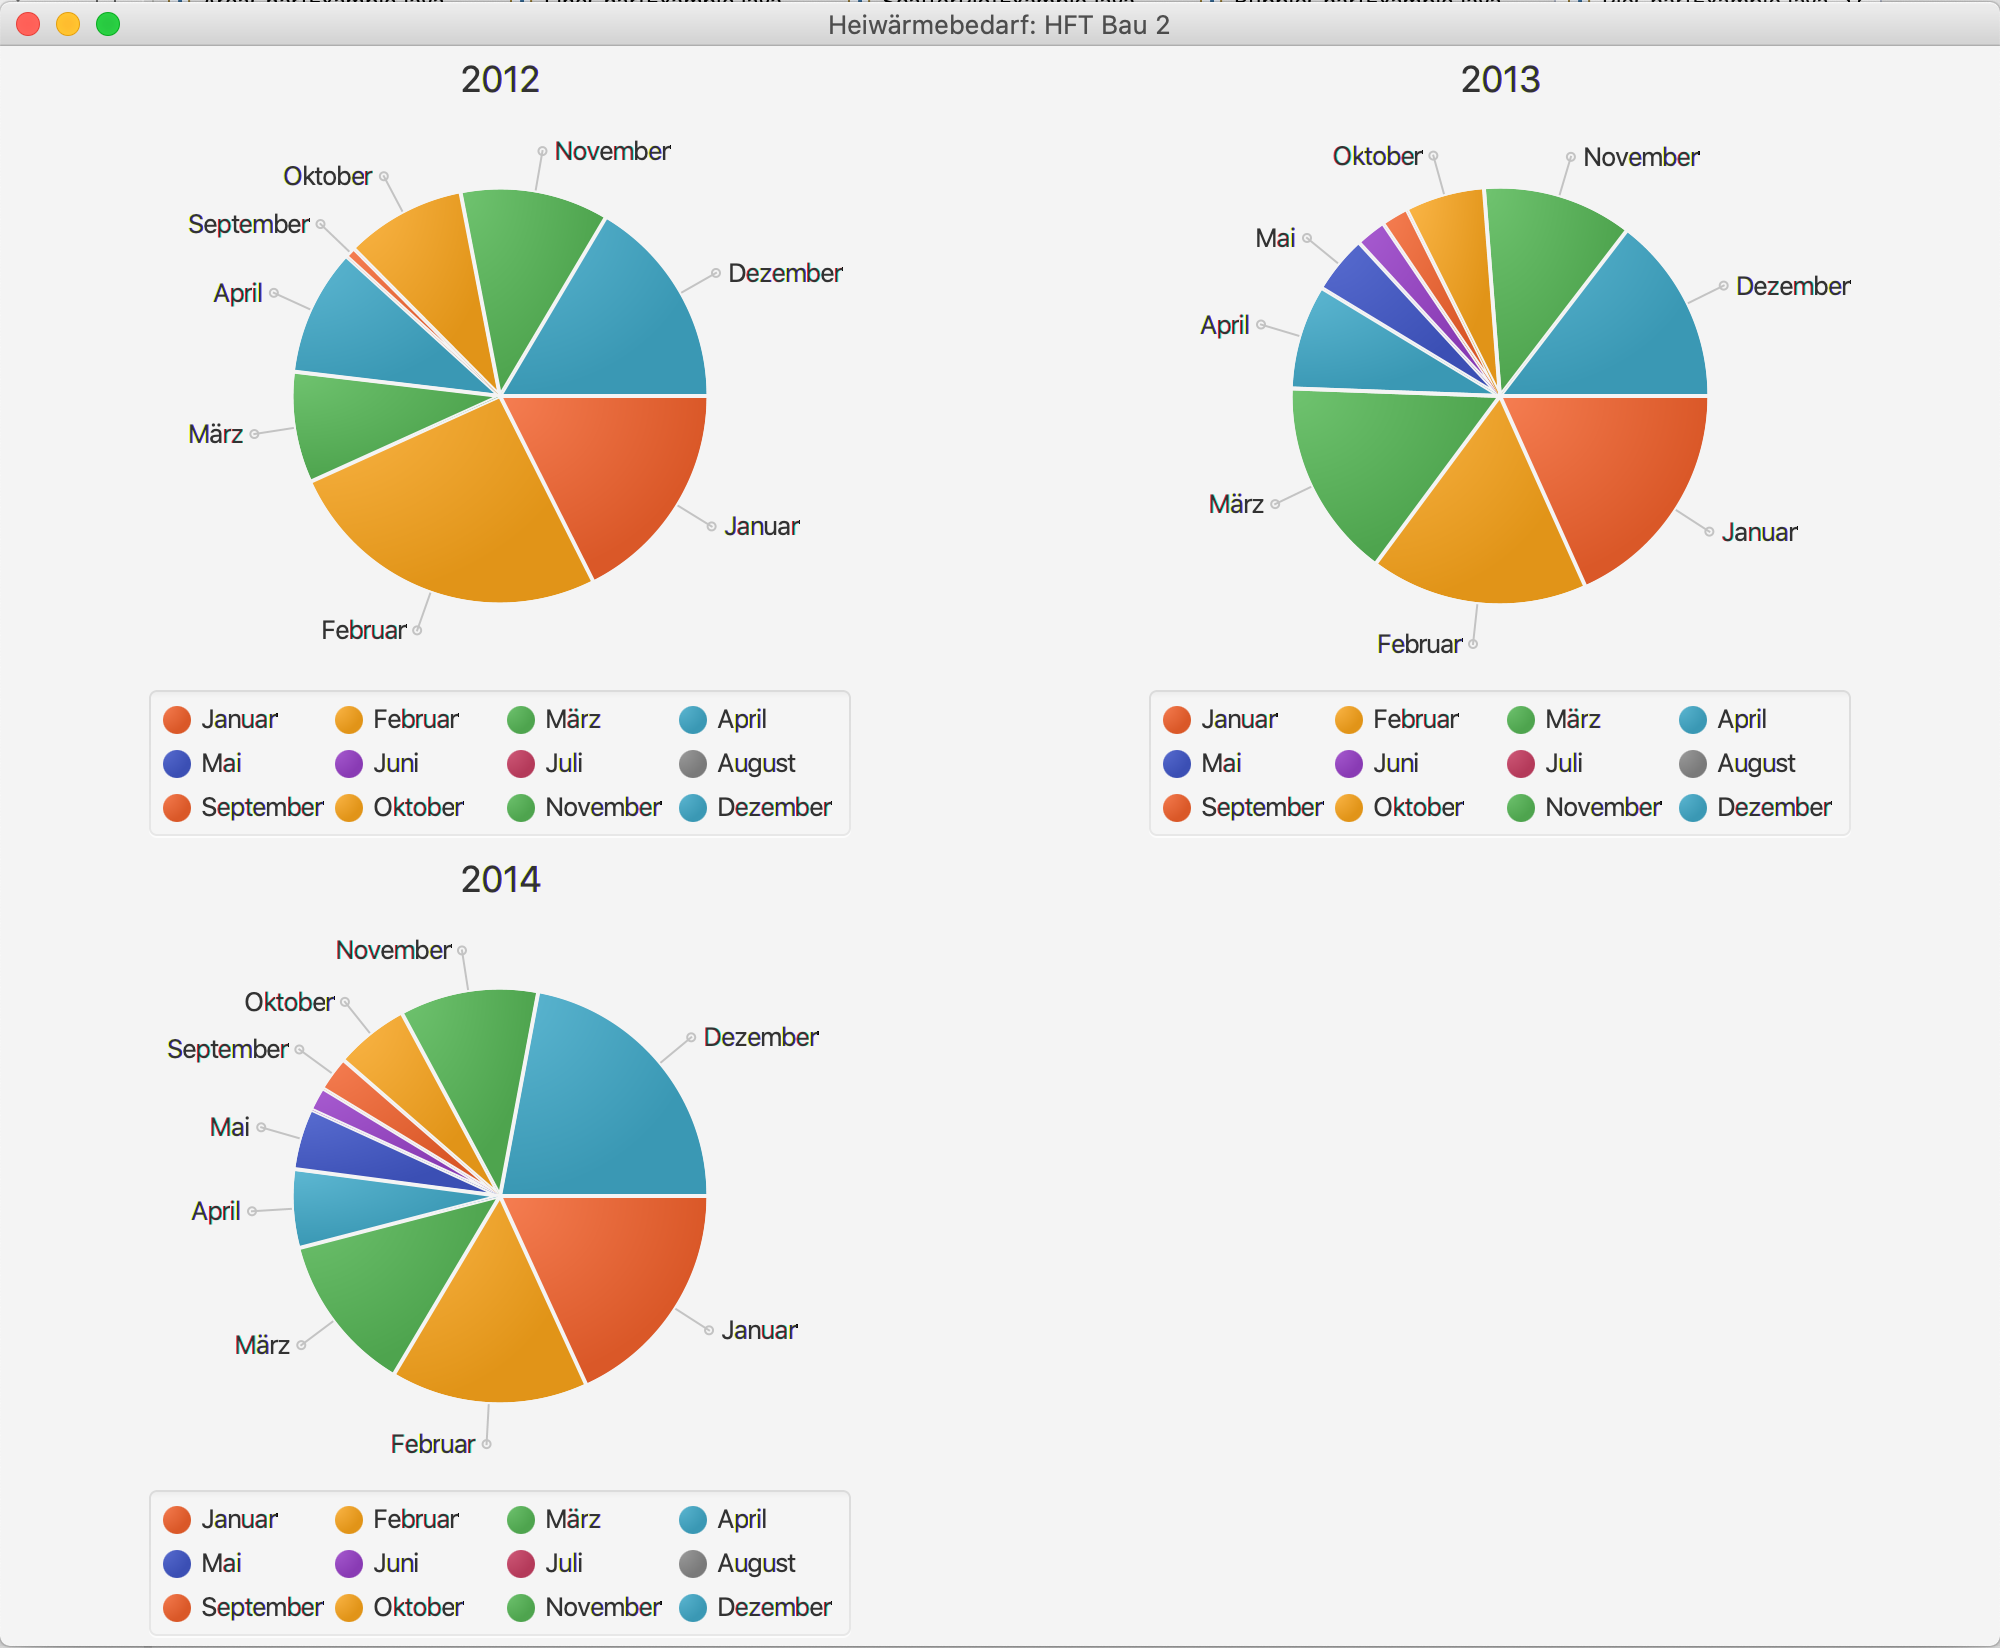 Heiwärmebedarf: HFT Bau 2
2012
November
Oktober
September
Dezember
April
März
Januar
Februar
Januar Februar März April
Mai Juni Juli August
September Oktober November Dezember
2013
Oktober
November
Mai
Dezember
April
März
Januar
Februar
Januar Februar März April
Mai Juni Juli August
September Oktober November Dezember
2014
November
Oktober
Dezember
September
Mai
April
Januar
März
Februar
Januar Februar März April
Mai Juni Juli August
September Oktober November Dezember